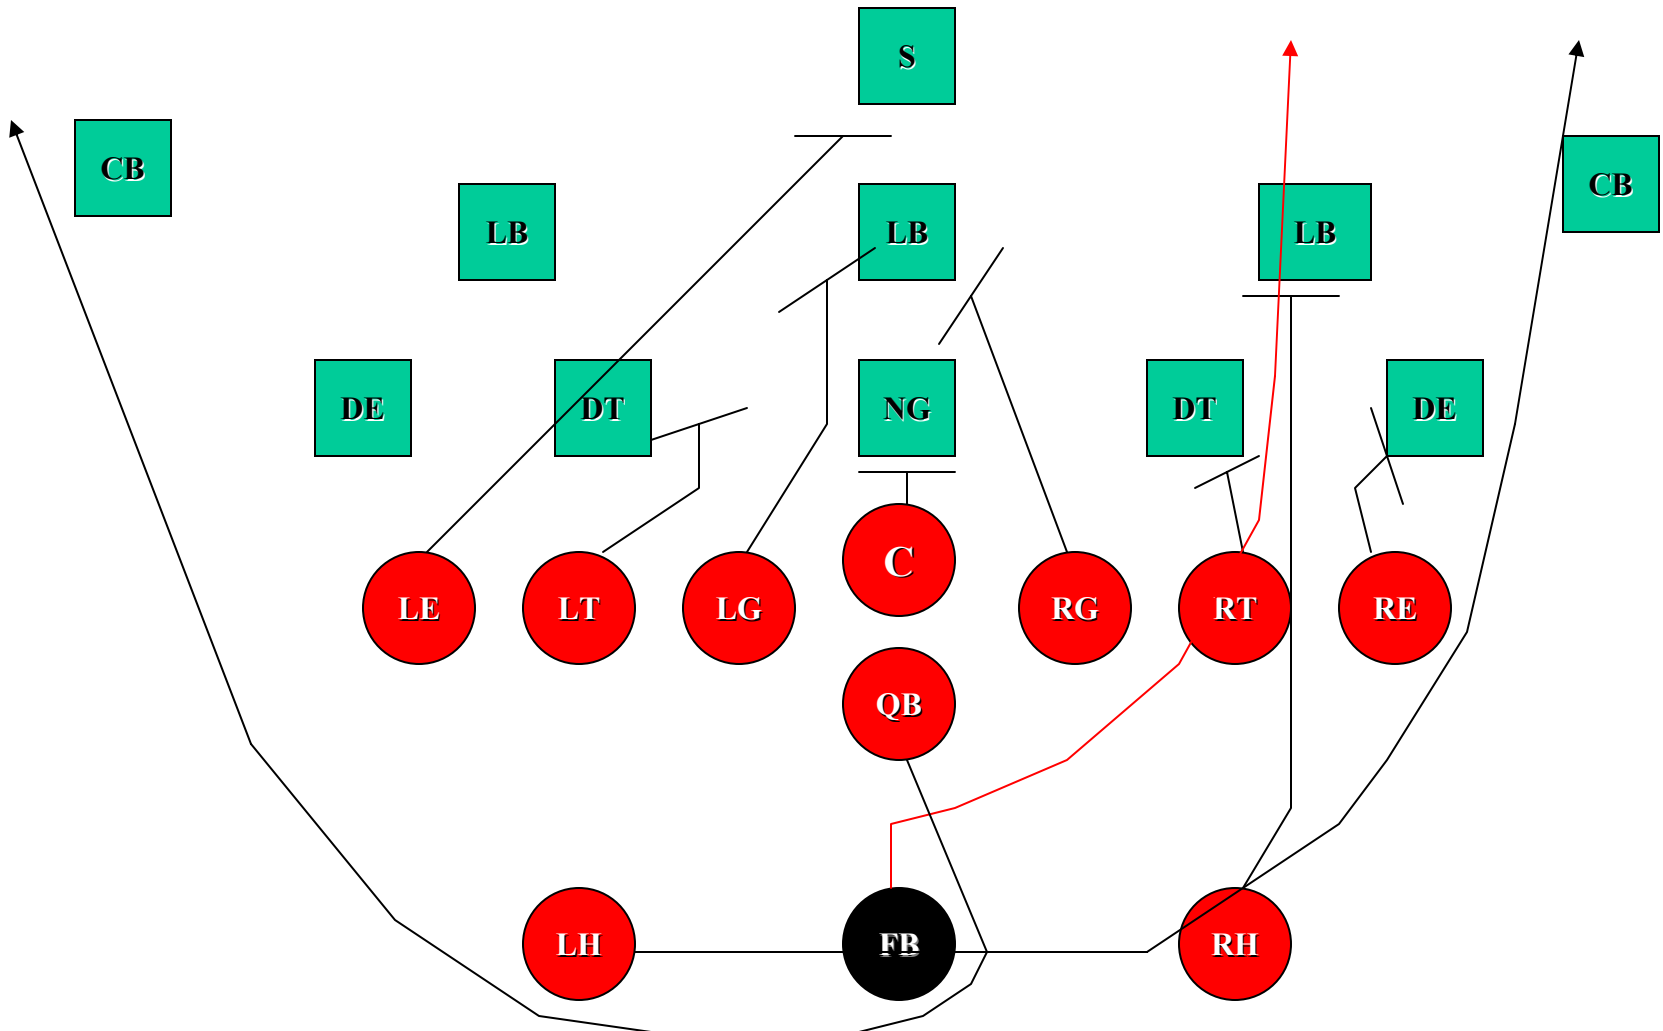 S
CB
CB
LB
LB
LB
DE
DT
NG
DT
DE
C
LE
LT
LG
RG
RT
RE
QB
LH
FB
RH